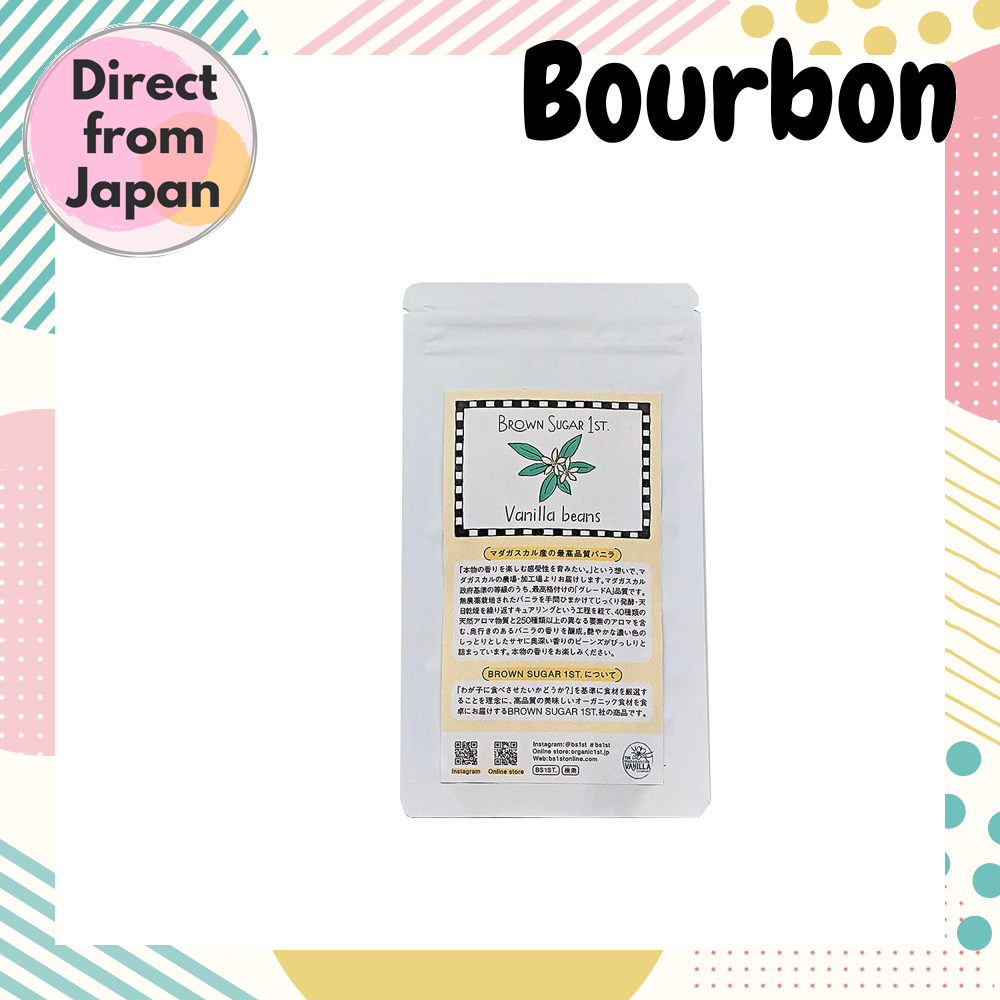 Direct
from
Japan
Bourbon
BROWN SUGAR 1ST.
Vanilla beans
マダガスカル産の最高品質バニラ
「本物の香りを楽しむ感受性を育みたい。」という想いで、マ
ダガスカルの農場・加工場よりお届けします。マダガスカル
政府基準の等級のうち、最高格付けの「グレードA」品質です。
無農薬栽培されたバニラを手間ひまかけてじっくり発酵・天
日乾燥を繰り返すキュアリングという工程を経て、40種類の
天然アロマ物質と250種類以上の異なる要素のアロマを含
む、奥行きのあるバニラの香りを醸成。艶やかな濃い色の
しっとりとしたサヤに奥深い香りのビーンズがぎっしりと
詰まっています。本物の香りをお楽しみください。
BROWN SUGAR 1ST.について
「わが子に食べさせたいかどうか?」を基準に食材を厳選す
ることを理念に、高品質の美味しいオーガニック食材を食
卓にお届けするBROWN SUGAR 1ST.社の商品です。
Instagram:@bs1st #bs1st
Online store:organic1st.jp
Web:bs1stonline.com
BS1ST. 検索
Instagram Online store
THE
VANILLA